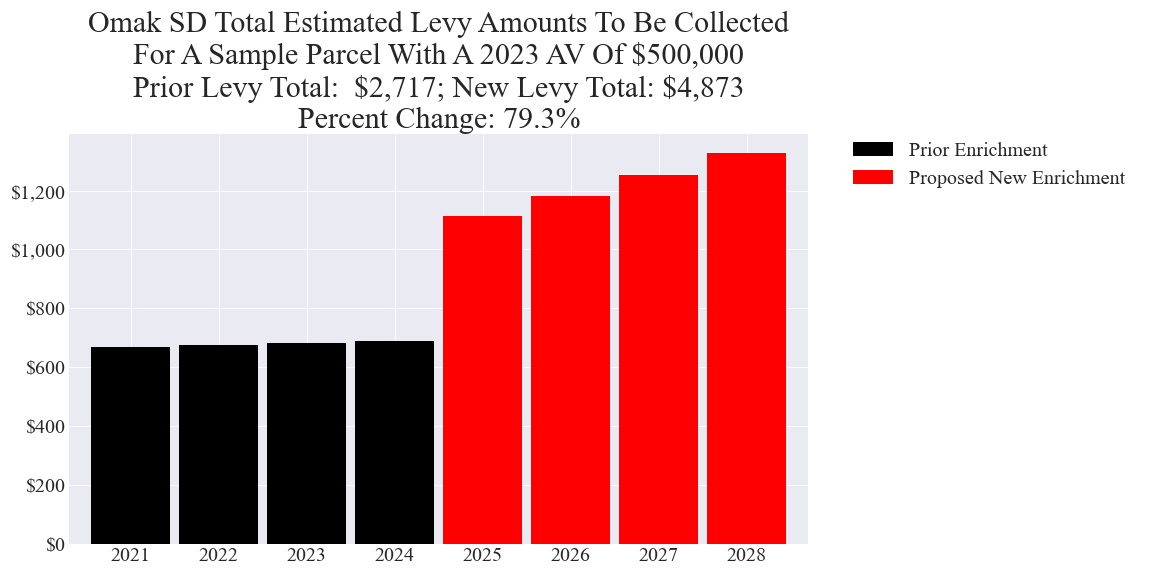 Omak SD Total Estimated Levy Amounts To Be Collected
For A Sample Parcel With A 2023 AV Of $500,000
Prior Levy Total:  $2,717; New Levy Total: $4,873
Percent Change: 79.3%
Prior Enrichment
Proposed New Enrichment
$1,200
$1,000
$800
$600
$400
$200
$0
2021 2022 2023 2024 2025 2026 2027 2028